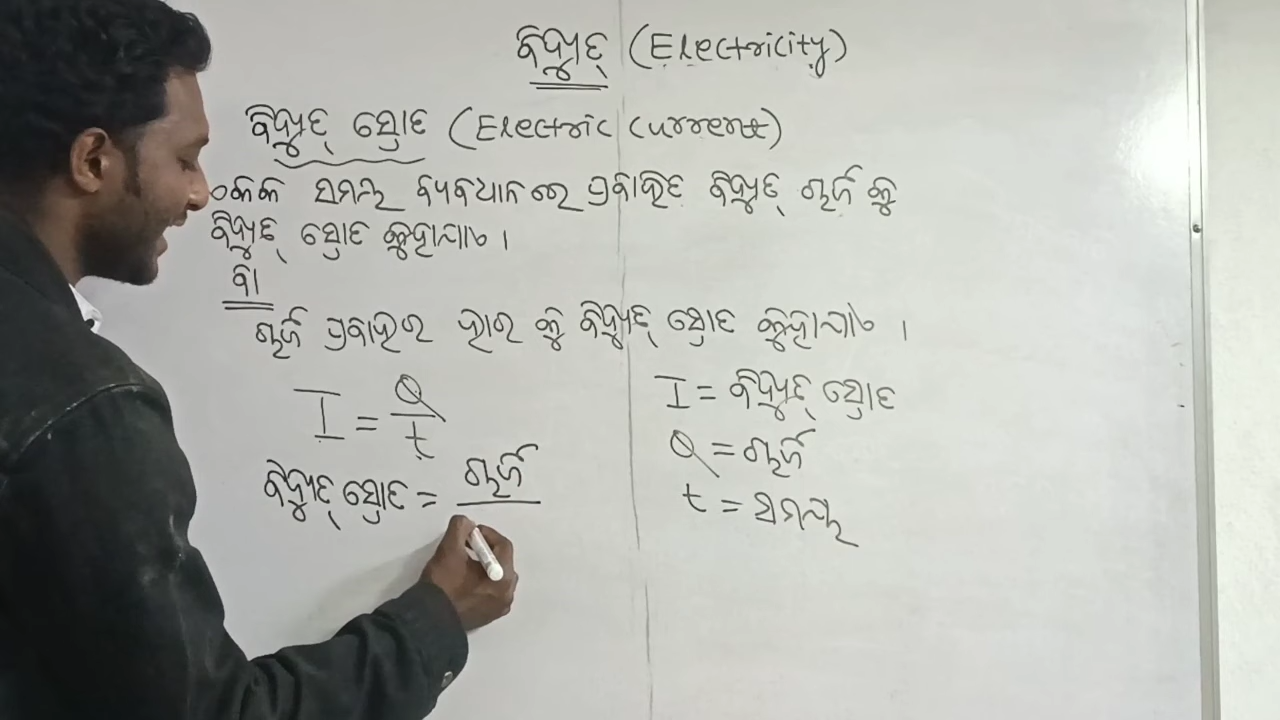 ବିଦ୍ୟୁତ୍ (Electricity)
ବିଦ୍ୟୁତ୍ ସ୍ରୋତ (Electric Current)
ଏକକ ସମୟ ବ୍ୟବଧାନରେ ପ୍ରବାହିତ ବିଦ୍ୟୁତ୍ ଚାର୍ଜ କୁ
ବିଦ୍ୟୁତ୍ ସ୍ରୋତ କୁହାଯାଏ ।
ବା
ଚାର୍ଜ ପ୍ରବାହର ହାର କୁ ବିଦ୍ୟୁତ୍ ସ୍ରୋତ କୁହାଯାଏ ।
I = Q/t
ବିଦ୍ୟୁତ୍ ସ୍ରୋତ = ଚାର୍ଜ
I = ବିଦ୍ୟୁତ୍ ସ୍ରୋତ
Q = ଚାର୍ଜ
t = ସମୟ